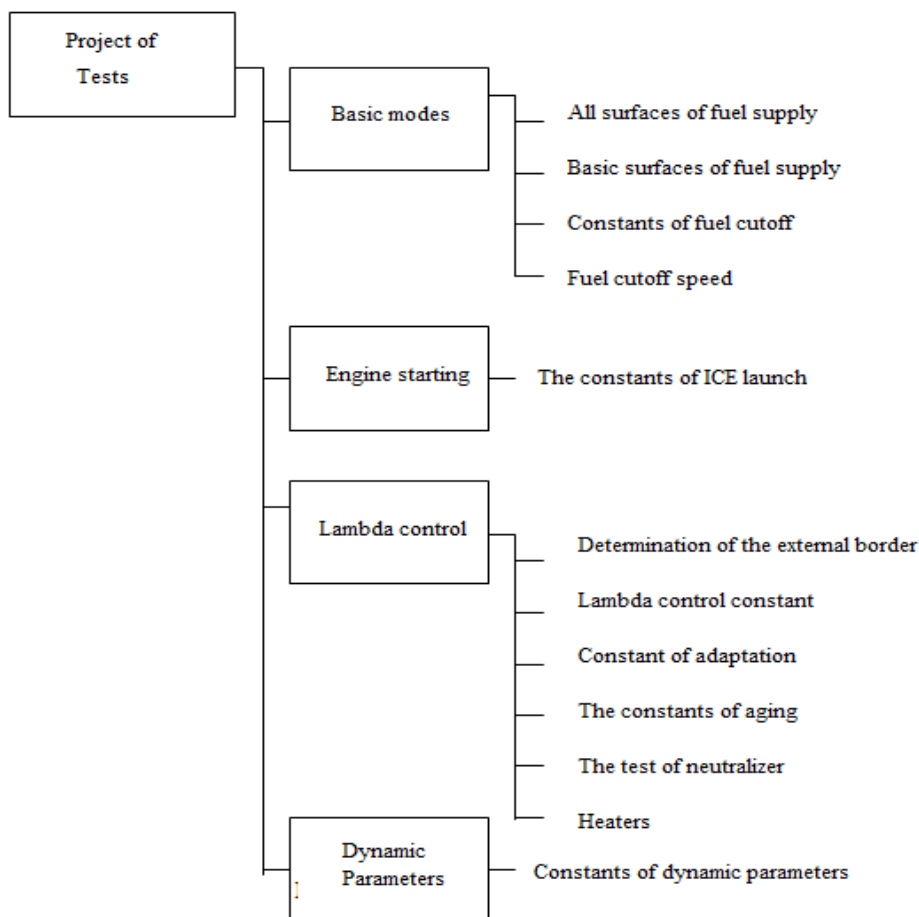 Project of
Tests
Basic modes
All surfaces of fuel supply
Basic surfaces of fuel supply
Constants of fuel cutoff
Fuel cutoff speed
Engine starting
The constants of ICE launch
Lambda control
Determination of the external border
Lambda control constant
Constant of adaptation
The constants of aging
The test of neutralizer
Heaters
Dynamic
Parameters
Constants of dynamic parameters